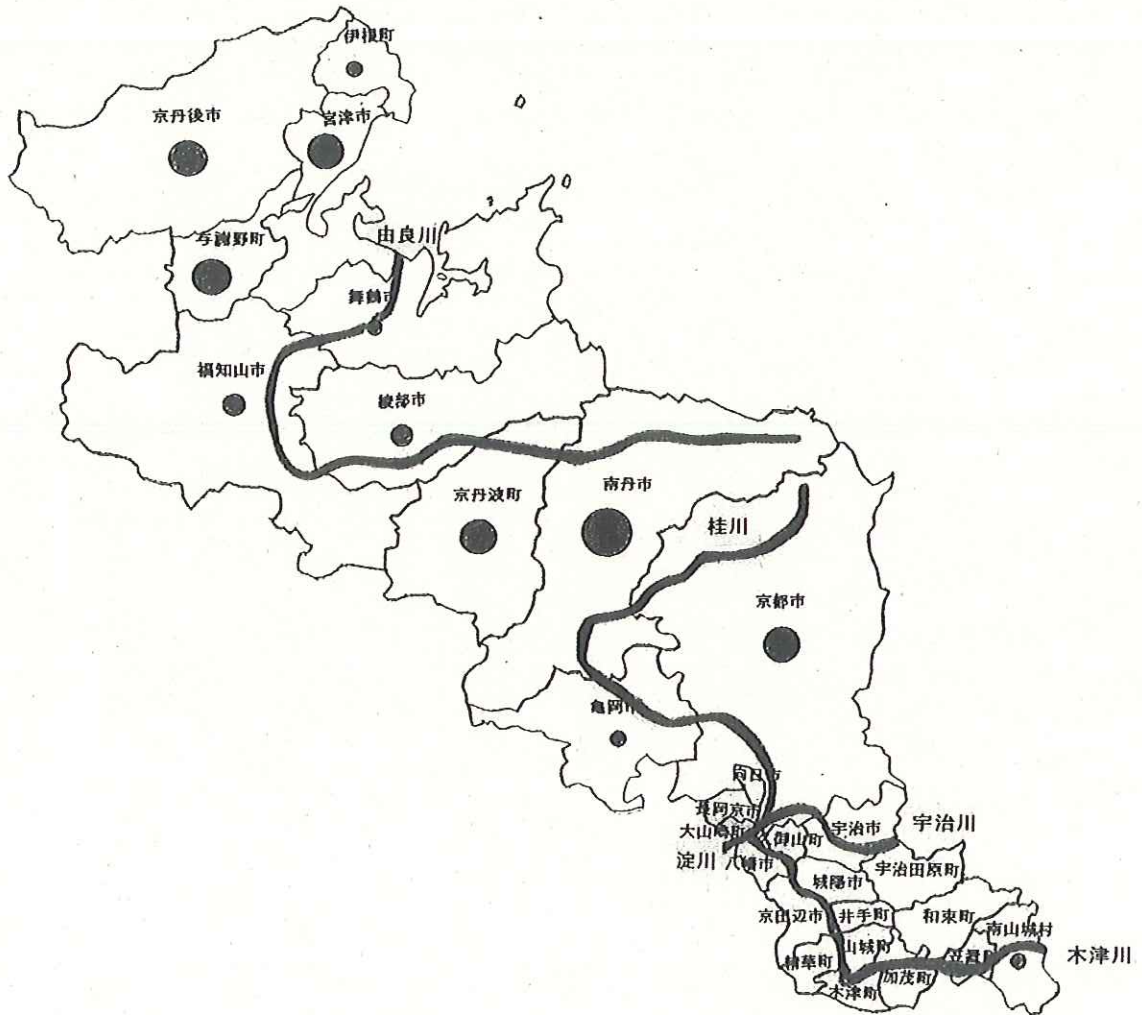 伊根町
京丹後市
宮津市
与謝野町
由良川
舞鶴市
福知山市
綾部市
京丹波町
南丹市
桂川
京都市
亀岡市
向日市
長岡京市
大山崎町
宇治市
宇治川
御山町
淀川
八幡市
宇治田原町
城陽市
京田辺市
井手町
和束町
南山城村
山城町
精華町
笠置町
木津川
加茂町
木津町